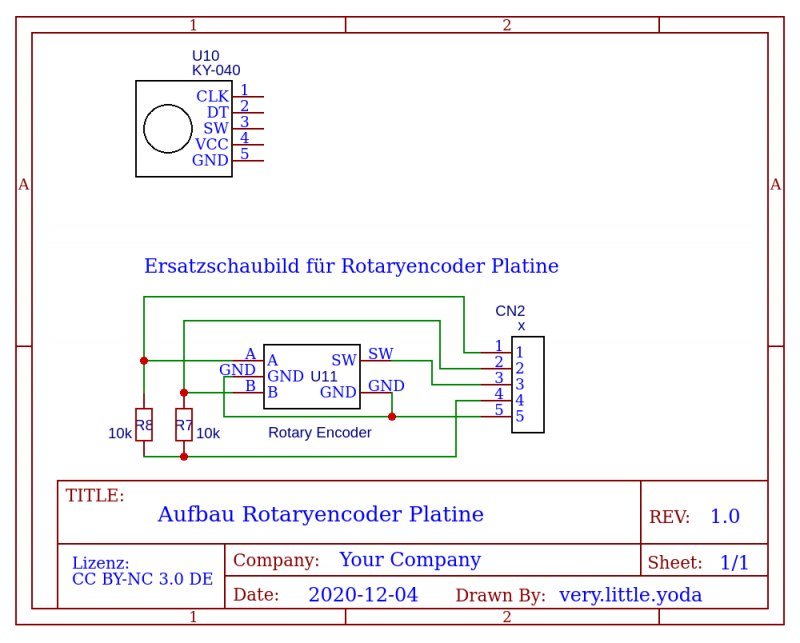 1
2
A
A
U10
KY-040
CLK 1
DT 2
SW 3
VCC 4
GND 5
Ersatzschaubild für Rotaryencoder Platine
CN2
x
1 1
2 2
3 3
4 4
5 5
A A
GND GND
B B
U11
SW SW
GND GND
Rotary Encoder
10k R8
R7 10k
TITLE:
Aufbau Rotaryencoder Platine
REV: 1.0
Lizenz:
CC BY-NC 3.0 DE
Company: Your Company
Sheet: 1/1
Date: 2020-12-04 Drawn By: very.little.yoda
1
2